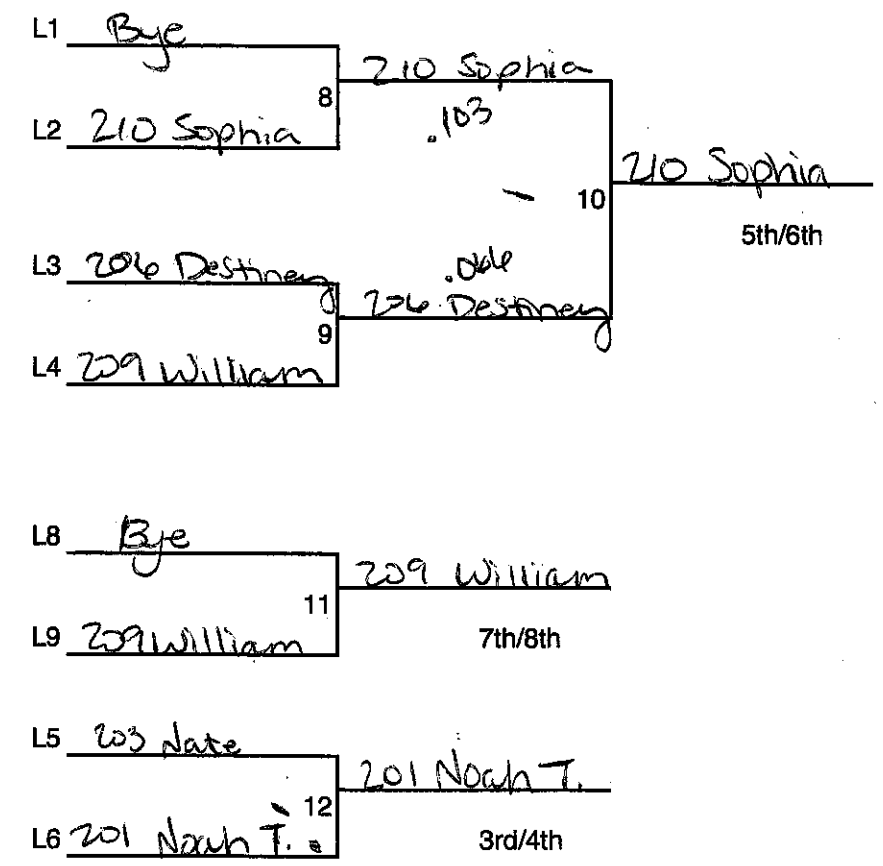 L1 Bye
8
210 Sophia
L2 210 Sophia
.103
10
210 Sophia
5th/6th
L3 206 Destiney
.066
206 Destiney
9
L4 209 William
L8 Bye
209 William
11
L9 209 William
7th/8th
L5 203 Nate
201 Noah T.
12
L6 201 Noah T.
3rd/4th